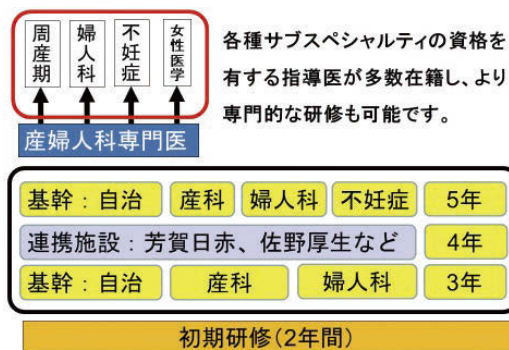 周産期
婦人科
不妊症
女性医学
各種サブスペシャルティの資格を
有する指導医が多数在籍し、より
専門的な研修も可能です。
産婦人科専門医
基幹：自治 産科 婦人科 不妊症 5年
連携施設：芳賀日赤、佐野厚生など 4年
基幹：自治 産科 婦人科 3年
初期研修（2年間）